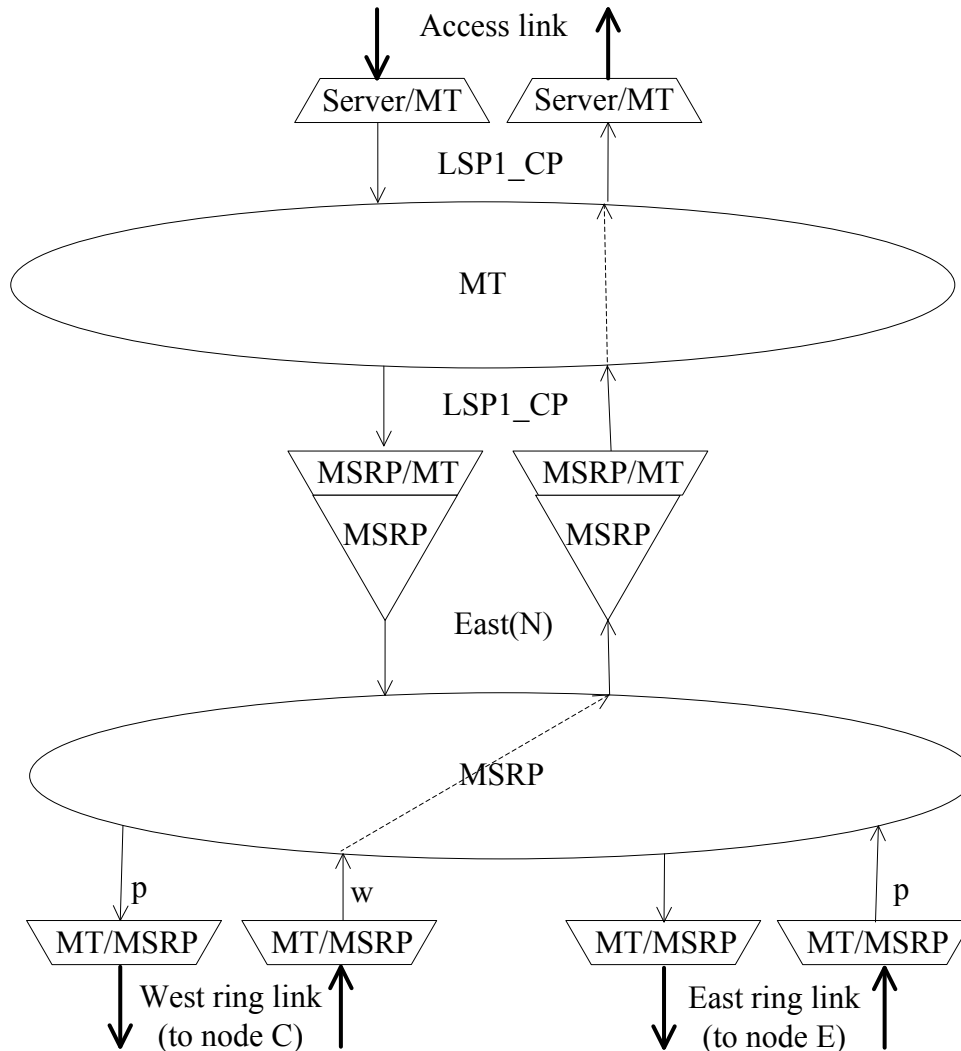 Access link
Server/MT Server/MT
LSP1_CP
MT
LSP1_CP
MSRP/MT MSRP/MT
MSRP MSRP
East(N)
MSRP
p w p
MT/MSRP MT/MSRP MT/MSRP MT/MSRP
West ring link East ring link
(to node C) (to node E)